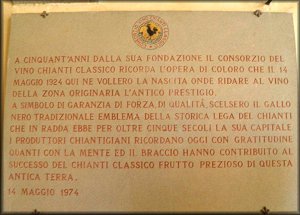 A CINQUANT'ANNI DALLA SUA FONDAZIONE IL CONSORZIO DEL
VINO CHIANTI CLASSICO RICORDA L'OPERA DI COLORO CHE IL 14
MAGGIO 1924 QUI NE VOLLERO LA NASCITA ONDE RIDARE AL VINO
DELLA ZONA ORIGINARIA L'ANTICO PRESTIGIO.
A SIMBOLO DI GARANZIA DI FORZA DI QUALITÀ SCELSERO IL GALLO
NERO TRADIZIONALE EMBLEMA DELLA STORICA LEGA DEL CHIANTI
CHE IN RADDA EBBE PER OLTRE CINQUE SECOLI LA SUA CAPITALE
I PRODUTTORI CHIANTIGIANI RICORDANO OGGI CON GRATITUDINE
QUANTI CON LA MENTE ED IL BRACCIO HANNO CONTRIBUITO AL
SUCCESSO DEL CHIANTI CLASSICO FRUTTO PREZIOSO DI QUESTA
ANTICA TERRA.
14 MAGGIO 1974